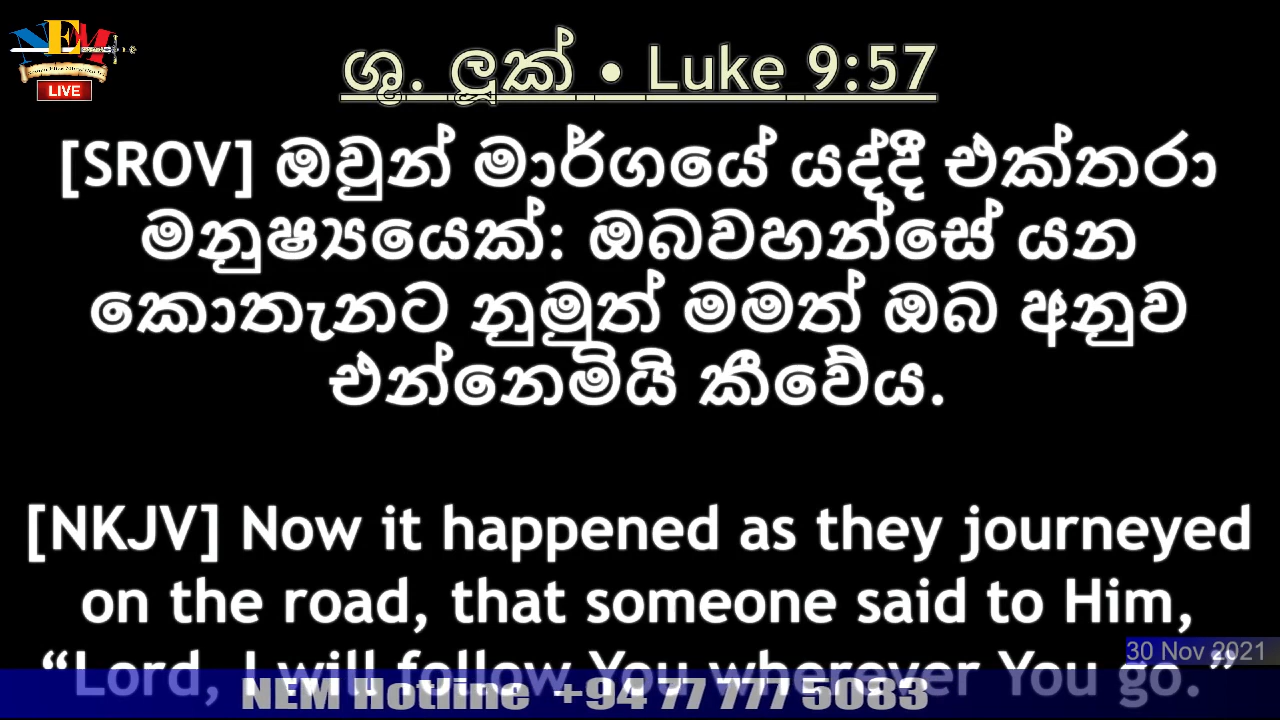 NEM
LIVE
ශු. ලූක් • Luke 9:57
[SROV] ඔවුන් මාර්ගයේ යද්දී එක්තරා
මනුෂ්‍යයෙක්: ඔබවහන්සේ යන
කොතැනට නුමුත් මමත් ඔබ අනුව
එන්නෙමියි කීවේය.
[NKJV] Now it happened as they journeyed
on the road, that someone said to Him,
“Lord, I will follow You wherever You go.”
30 Nov 2021
NEM Hotline +94 77 777 5083